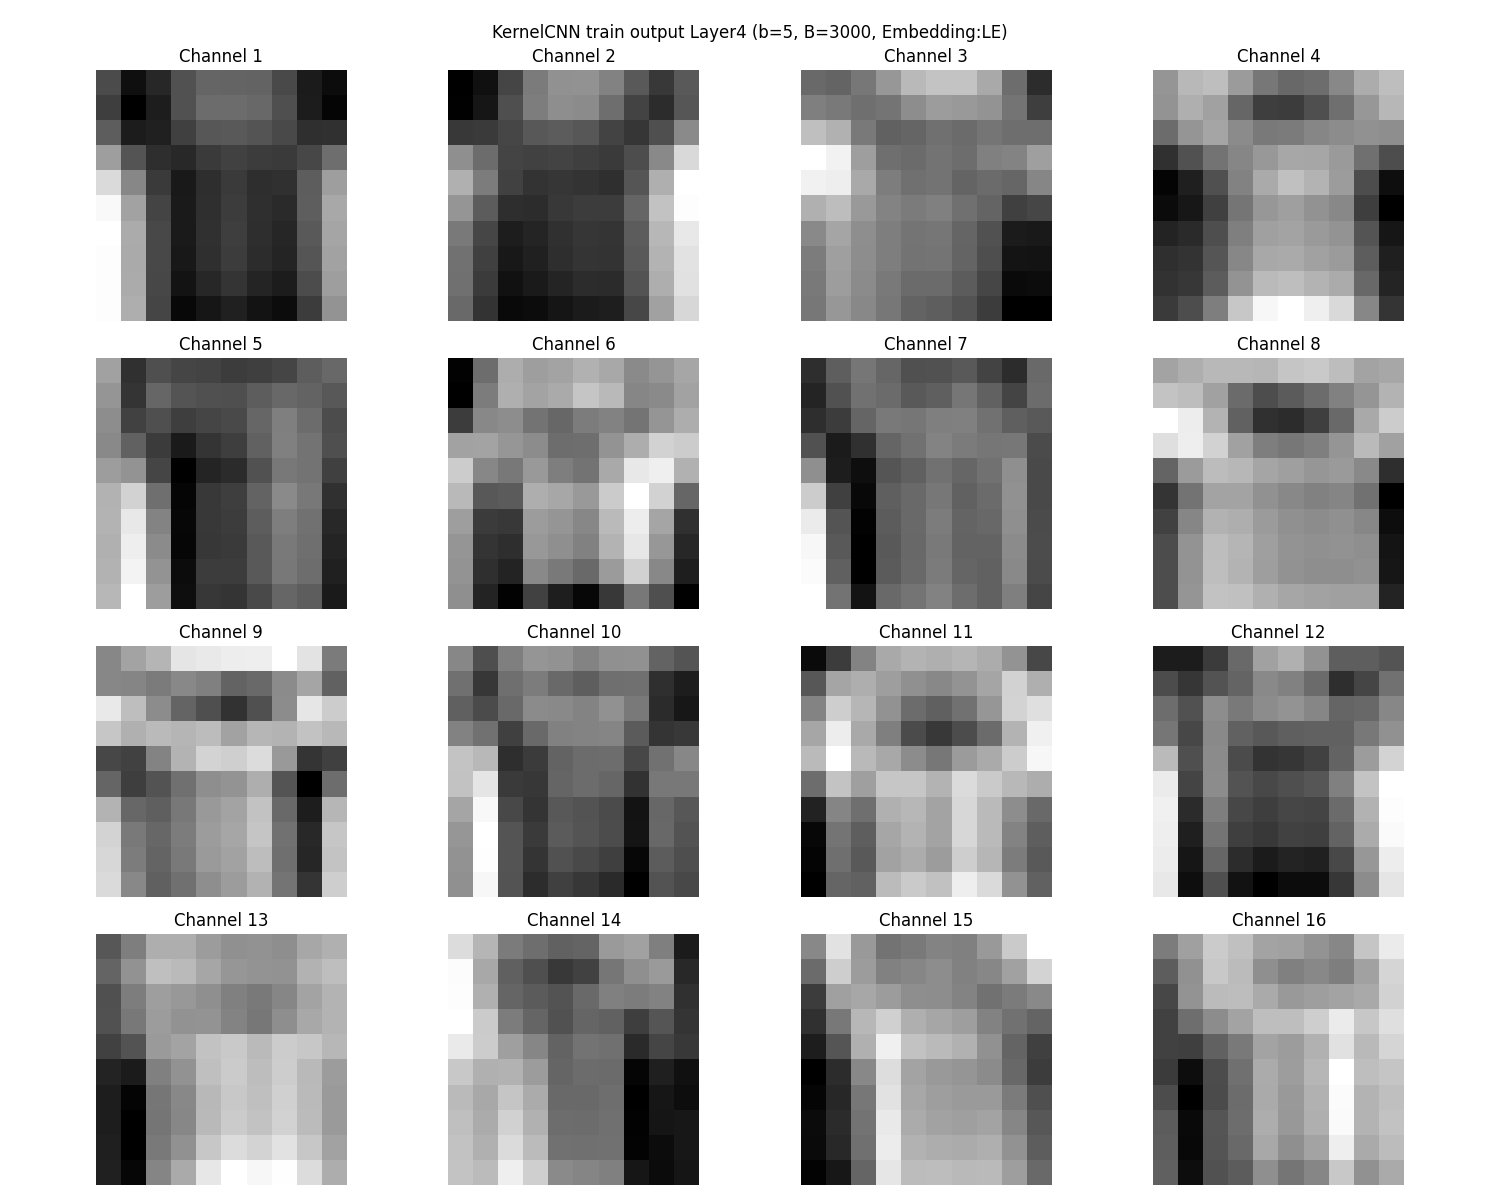 KernelCNN train output Layer4 (b=5, B=3000, Embedding:LE)
Channel 1
Channel 2
Channel 3
Channel 4
Channel 5
Channel 6
Channel 7
Channel 8
Channel 9
Channel 10
Channel 11
Channel 12
Channel 13
Channel 14
Channel 15
Channel 16